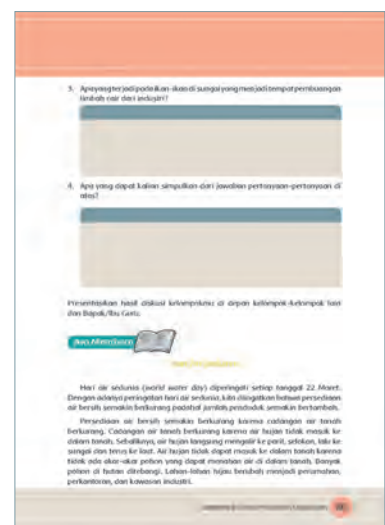 3. Apa yang terjadi pada ikan-ikan di sungai yang menjadi tempat pembuangan
limbah cair dari industri?
4. Apa yang dapat kalian simpulkan dari jawaban pertanyaan-pertanyaan di
atas?
Presentasikan hasil diskusi kelompokmu di depan kelompok-kelompok lain
dan Bapak/Ibu Guru.
Ayo Membaca
Hari air sedunia (world water day) diperingati setiap tanggal 22 Maret.
Dengan adanya peringatan hari air sedunia, kita diingatkan bahwa persediaan
air bersih semakin berkurang padahal jumlah penduduk semakin bertambah.
Persediaan air bersih semakin berkurang karena cadangan air tanah
berkurang. Cadangan air tanah berkurang karena air hujan tidak masuk ke
dalam tanah. Sebaliknya, air hujan langsung mengalir ke parit, selokan, lalu ke
sungai dan terus ke laut. Air hujan tidak dapat masuk ke dalam tanah karena
tidak ada akar-akar pohon yang dapat menahan air di dalam tanah. Banyak
pohon di hutan ditebangi. Lahan-lahan hijau berubah menjadi perumahan,
perkantoran, dan kawasan industri.